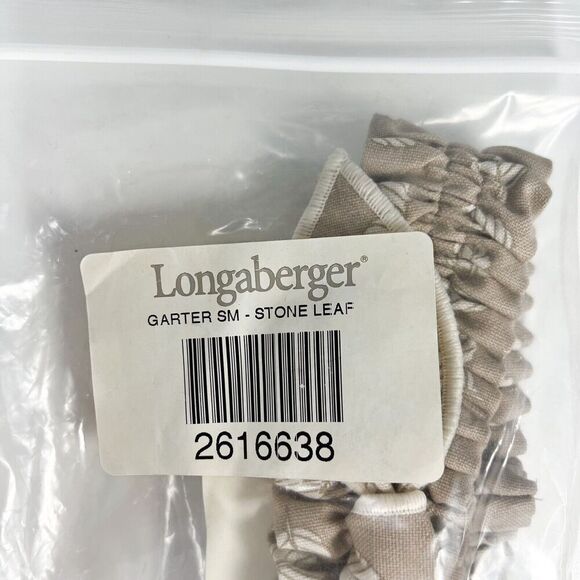 Longaberger®
GARTER SM - STONE LEAF
2616638